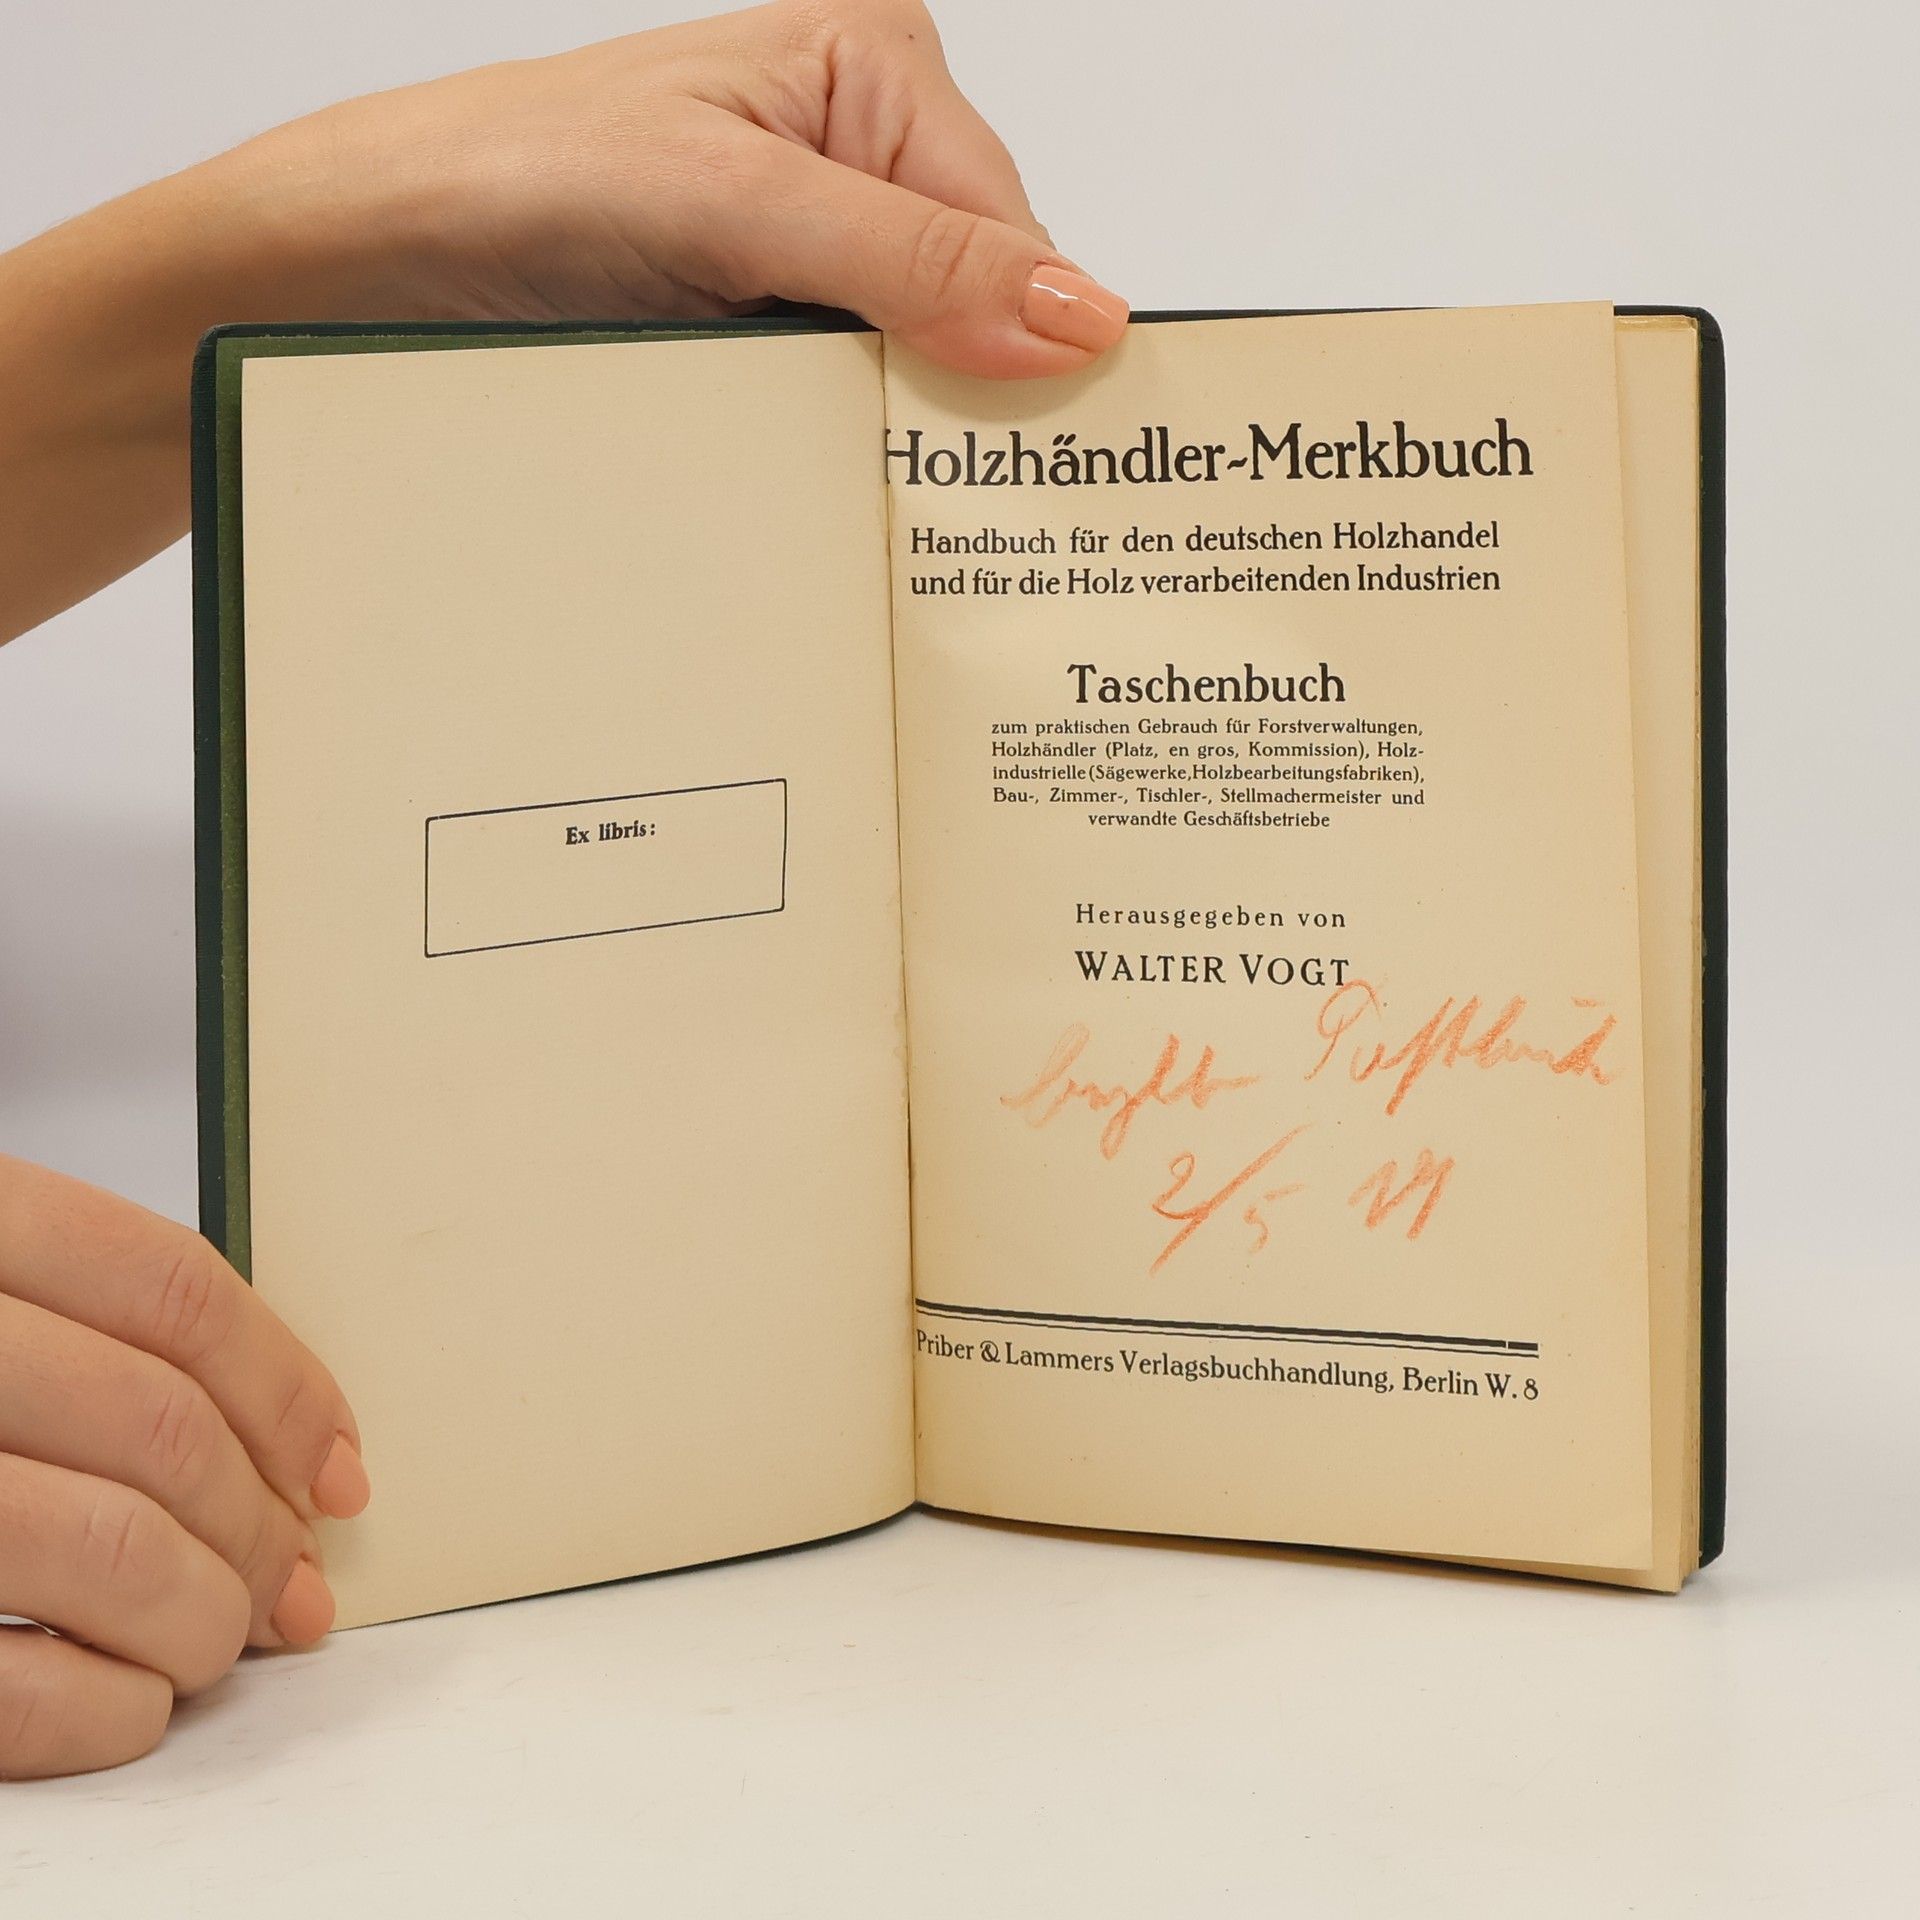 Ex libris:
Holzhändler-Merkbuch
Handbuch für den deutschen Holzhandel
und für die Holz verarbeitenden Industrien
Taschenbuch
zum praktischen Gebrauch für Forstverwaltungen,
Holzhändler (Platz, en gros, Kommission), Holz-
industrielle (Sägewerke, Holzbearbeitungsfabriken),
Bau-, Zimmer-, Tischler-, Stellmachermeister und
verwandte Geschäftsbetriebe
Herausgegeben von
WALTER VOGT
2/5
Priber & Lammers Verlagsbuchhandlung, Berlin W. 8